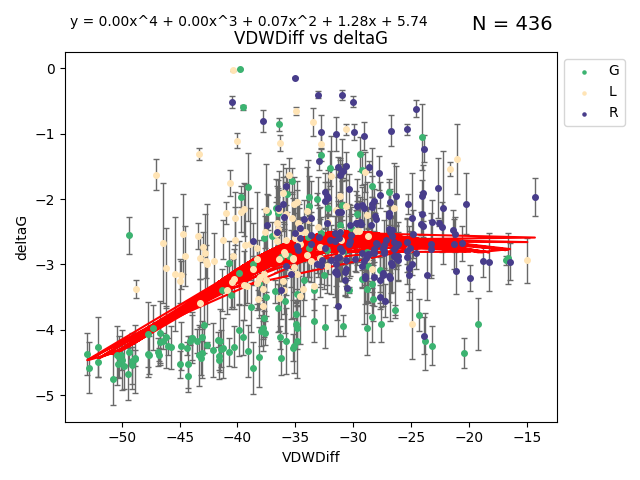 y = 0.00x^4 + 0.00x^3 + 0.07x^2 + 1.28x + 5.74
N = 436
VDWDiff vs deltaG
G
L
R
deltaG
0
−1
−2
−3
−4
−5
−50
−45
−40
−35
−30
−25
−20
−15
VDWDiff